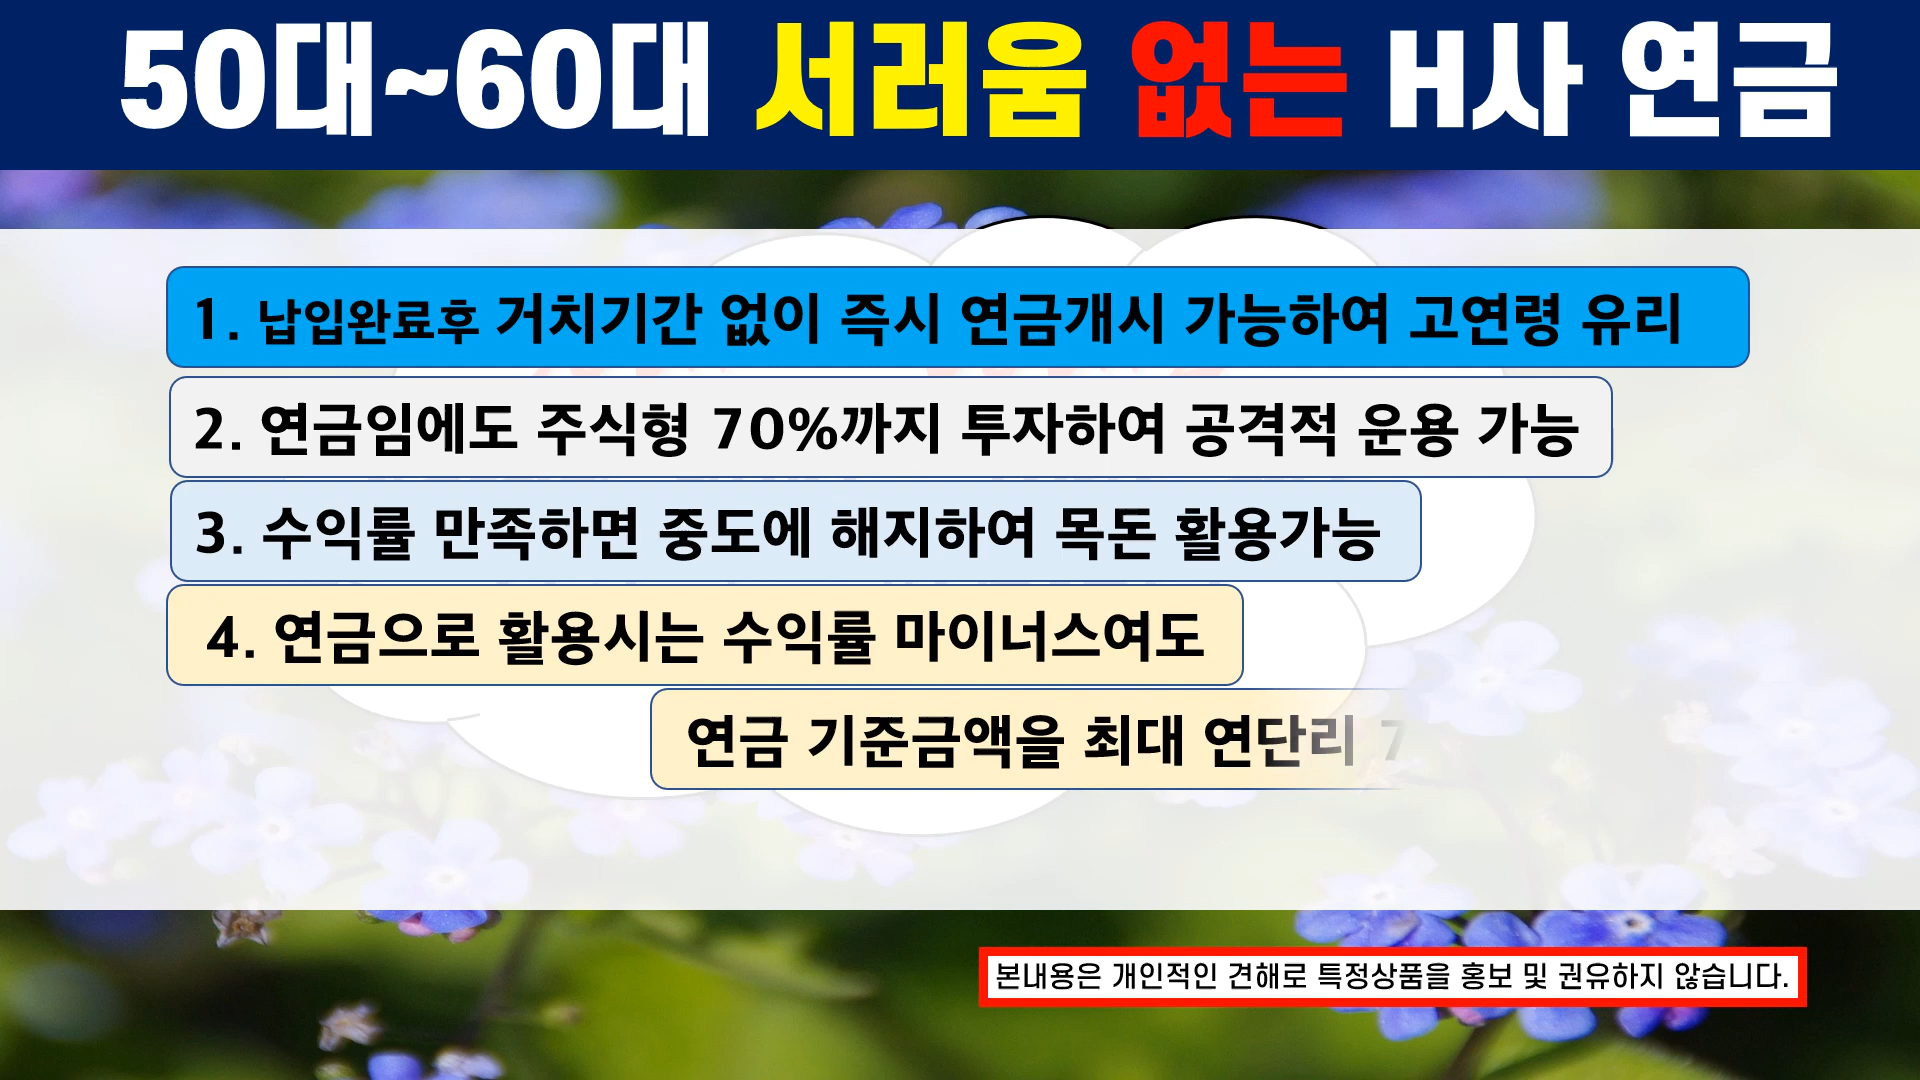 50대~60대 서러움 없는 H사 연금
1. 납입완료후 거치기간 없이 즉시 연금개시 가능하여 고연령 유리
2. 연금임에도 주식형 70%까지 투자하여 공격적 운용 가능
3. 수익률 만족하면 중도에 해지하여 목돈 활용가능
4. 연금으로 활용시는 수익률 마이너스여도
연금 기준금액을 최대 연단리 7
본내용은 개인적인 견해로 특정상품을 홍보 및 권유하지 않습니다.